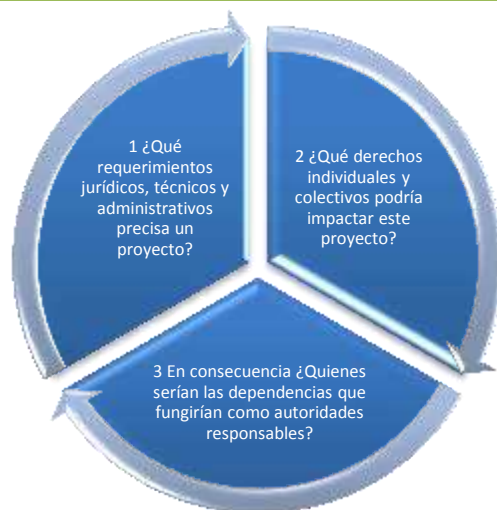 1 ¿Qué
requerimientos
jurídicos, técnicos y
administrativos
precisa un
proyecto?
2 ¿Qué derechos
individuales y
colectivos podría
impactar este
proyecto?
3 En consecuencia ¿Quienes
serían las dependencias que
fungirían como autoridades
responsables?